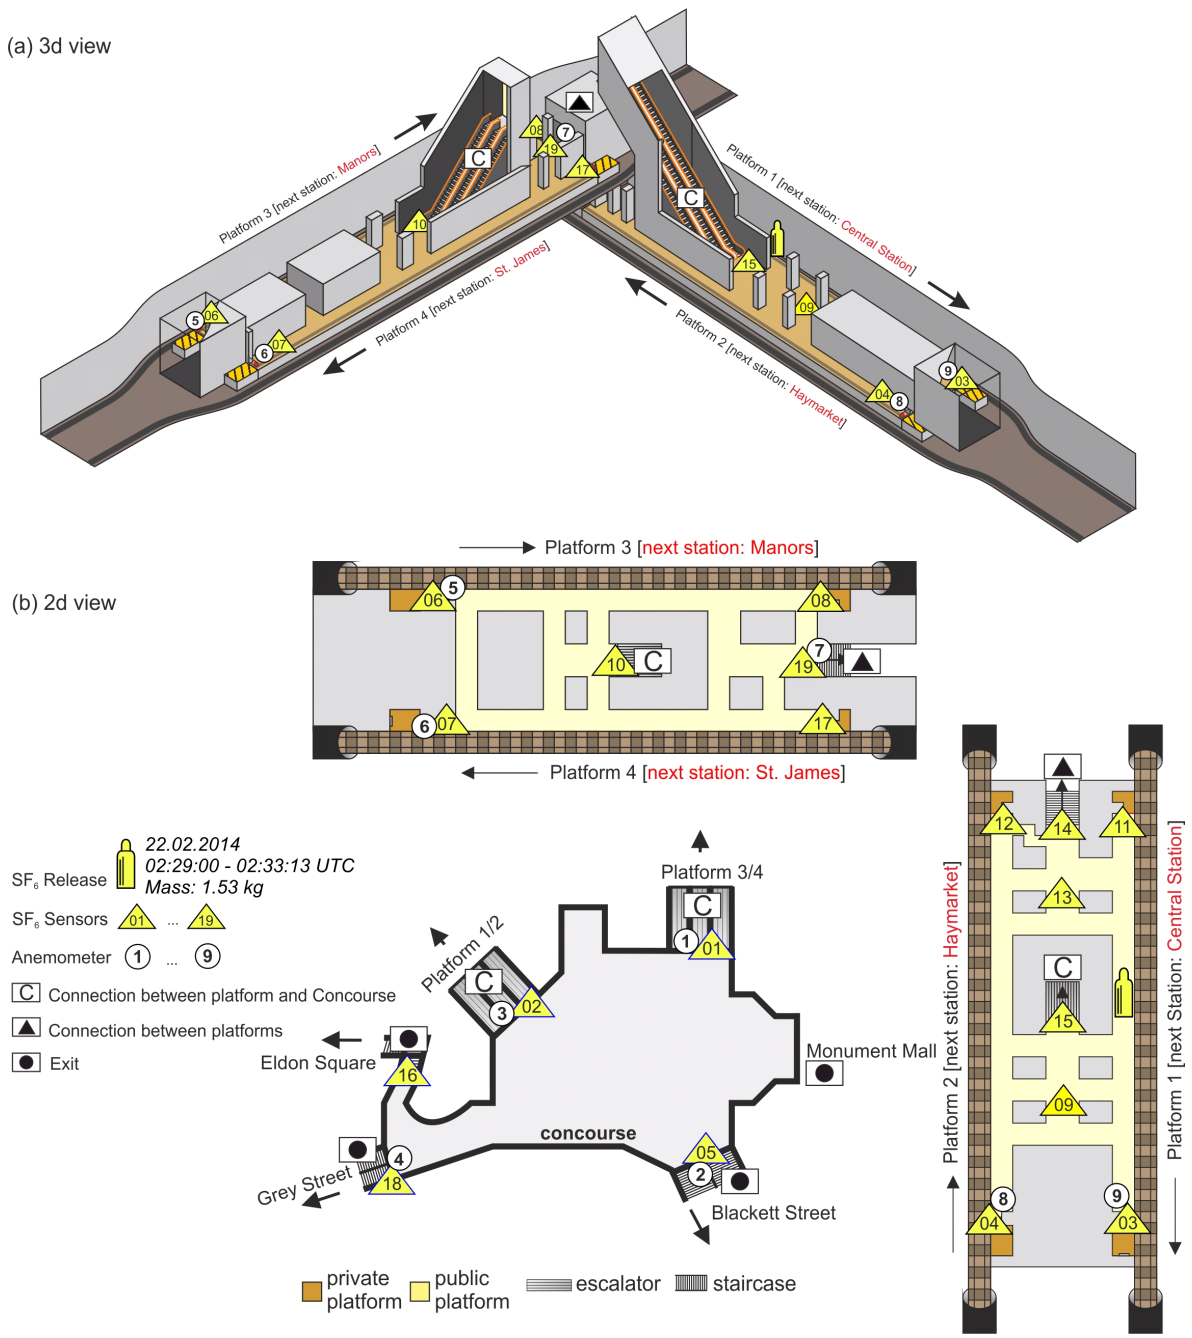 (a) 3d view
Platform 3 [next station: Manors]
Platform 4 [next station: St. James]
Platform 1 [next station: Central Station]
Platform 2 [next station: Haymarket]
C
C
08
7
19
17
10
15
09
5
06
6
07
9
03
04
8
(b) 2d view
Platform 3 [next station: Manors]
06
5
08
10
C
19
7
6
07
17
Platform 4 [next station: St. James]
12
14
11
13
C
15
09
8
04
9
03
Platform 2 [next station: Haymarket]
Platform 1 [next Station: Central Station]
SF6 Release
22.02.2014
02:29:00 - 02:33:13 UTC
Mass: 1.53 kg
SF6 Sensors 01 ... 19
Anemometer 1 ... 9
C Connection between platform and Concourse
Connection between platforms
Exit
Platform 3/4
C
1
01
Platform 1/2
C
3
02
Eldon Square
16
Monument Mall
concourse
Grey Street
4
18
05
2
Blackett Street
private platform
public platform
escalator
staircase